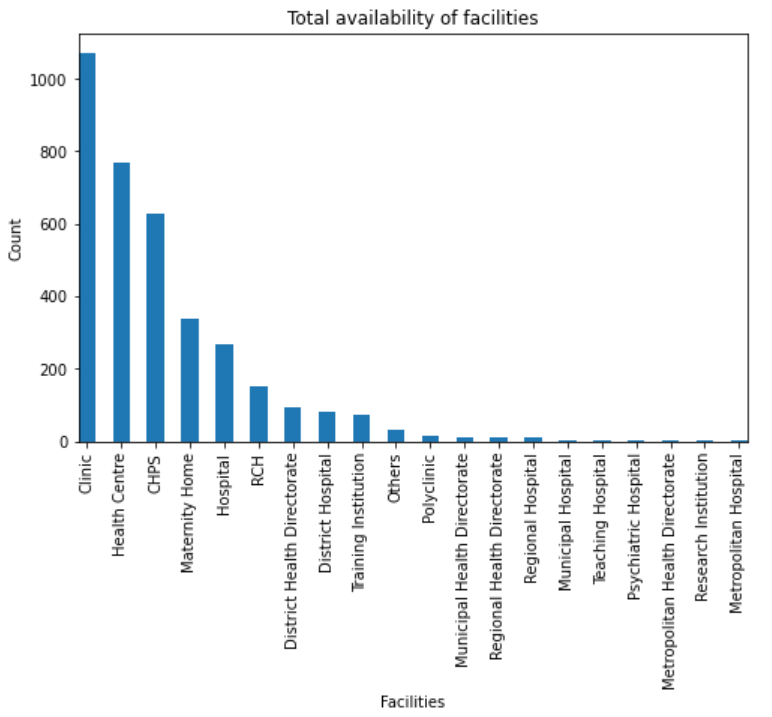 Total availability of facilities
Count
1000
800
600
400
200
0
Clinic
Health Centre
CHPS
Maternity Home
Hospital
RCH
District Health Directorate
District Hospital
Training Institution
Others
Polyclinic
Municipal Health Directorate
Regional Health Directorate
Regional Hospital
Municipal Hospital
Teaching Hospital
Psychiatric Hospital
Metropolitan Health Directorate
Research Institution
Metropolitan Hospital
Facilities